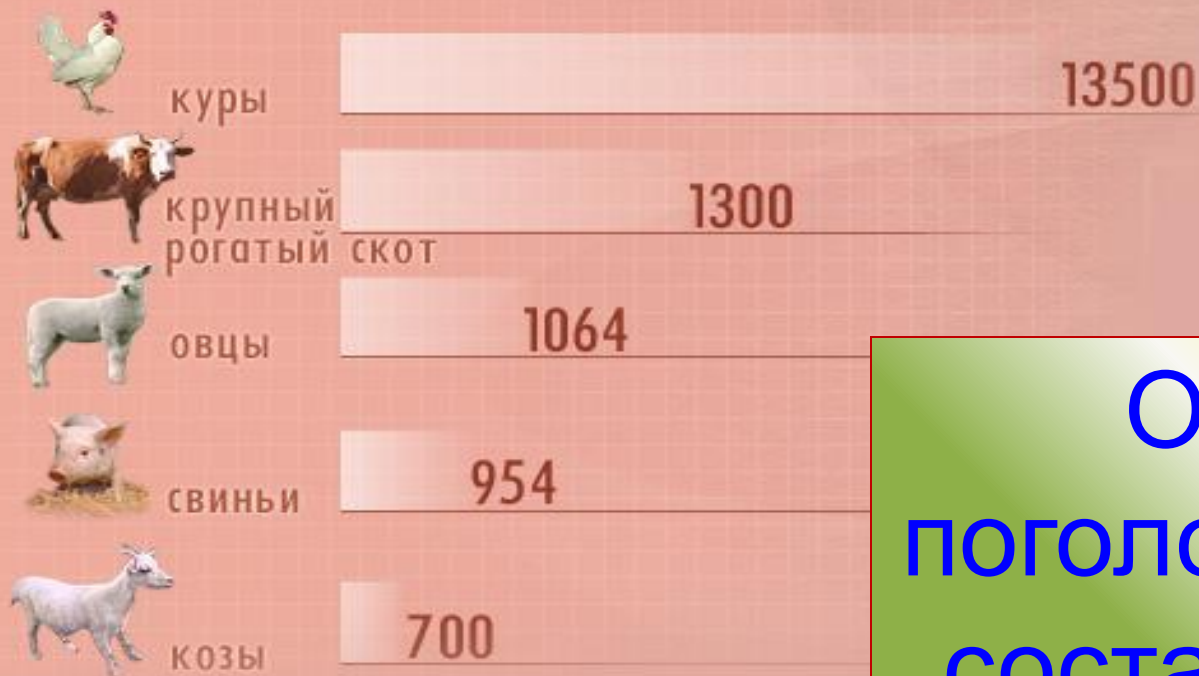 куры
13500
крупный
рогатый скот
1300
овцы
1064
свиньи
954
козы
700